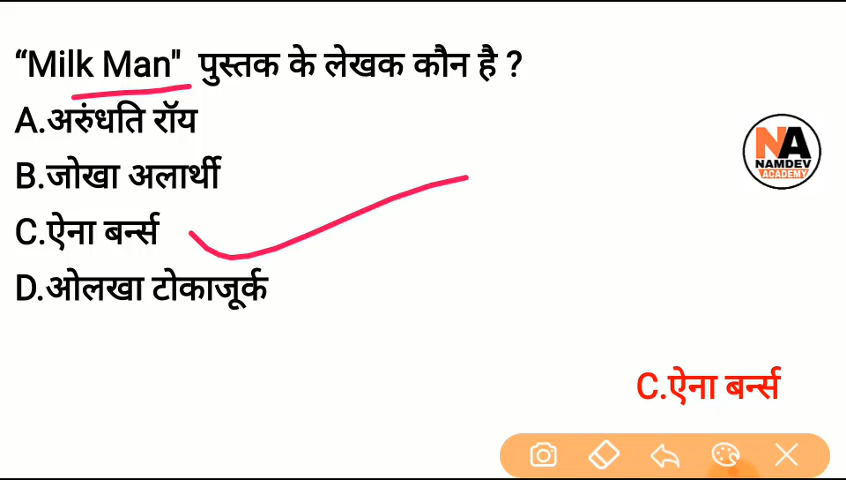 “Milk Man" पुस्तक के लेखक कौन है ?
A.अरुंधति रॉय
B.जोखा अलार्थी
C.ऐना बर्न्स
D.ओलखा टोकाजूर्क
NA
NAMDEV
ACADEMY
C.ऐना बर्न्स